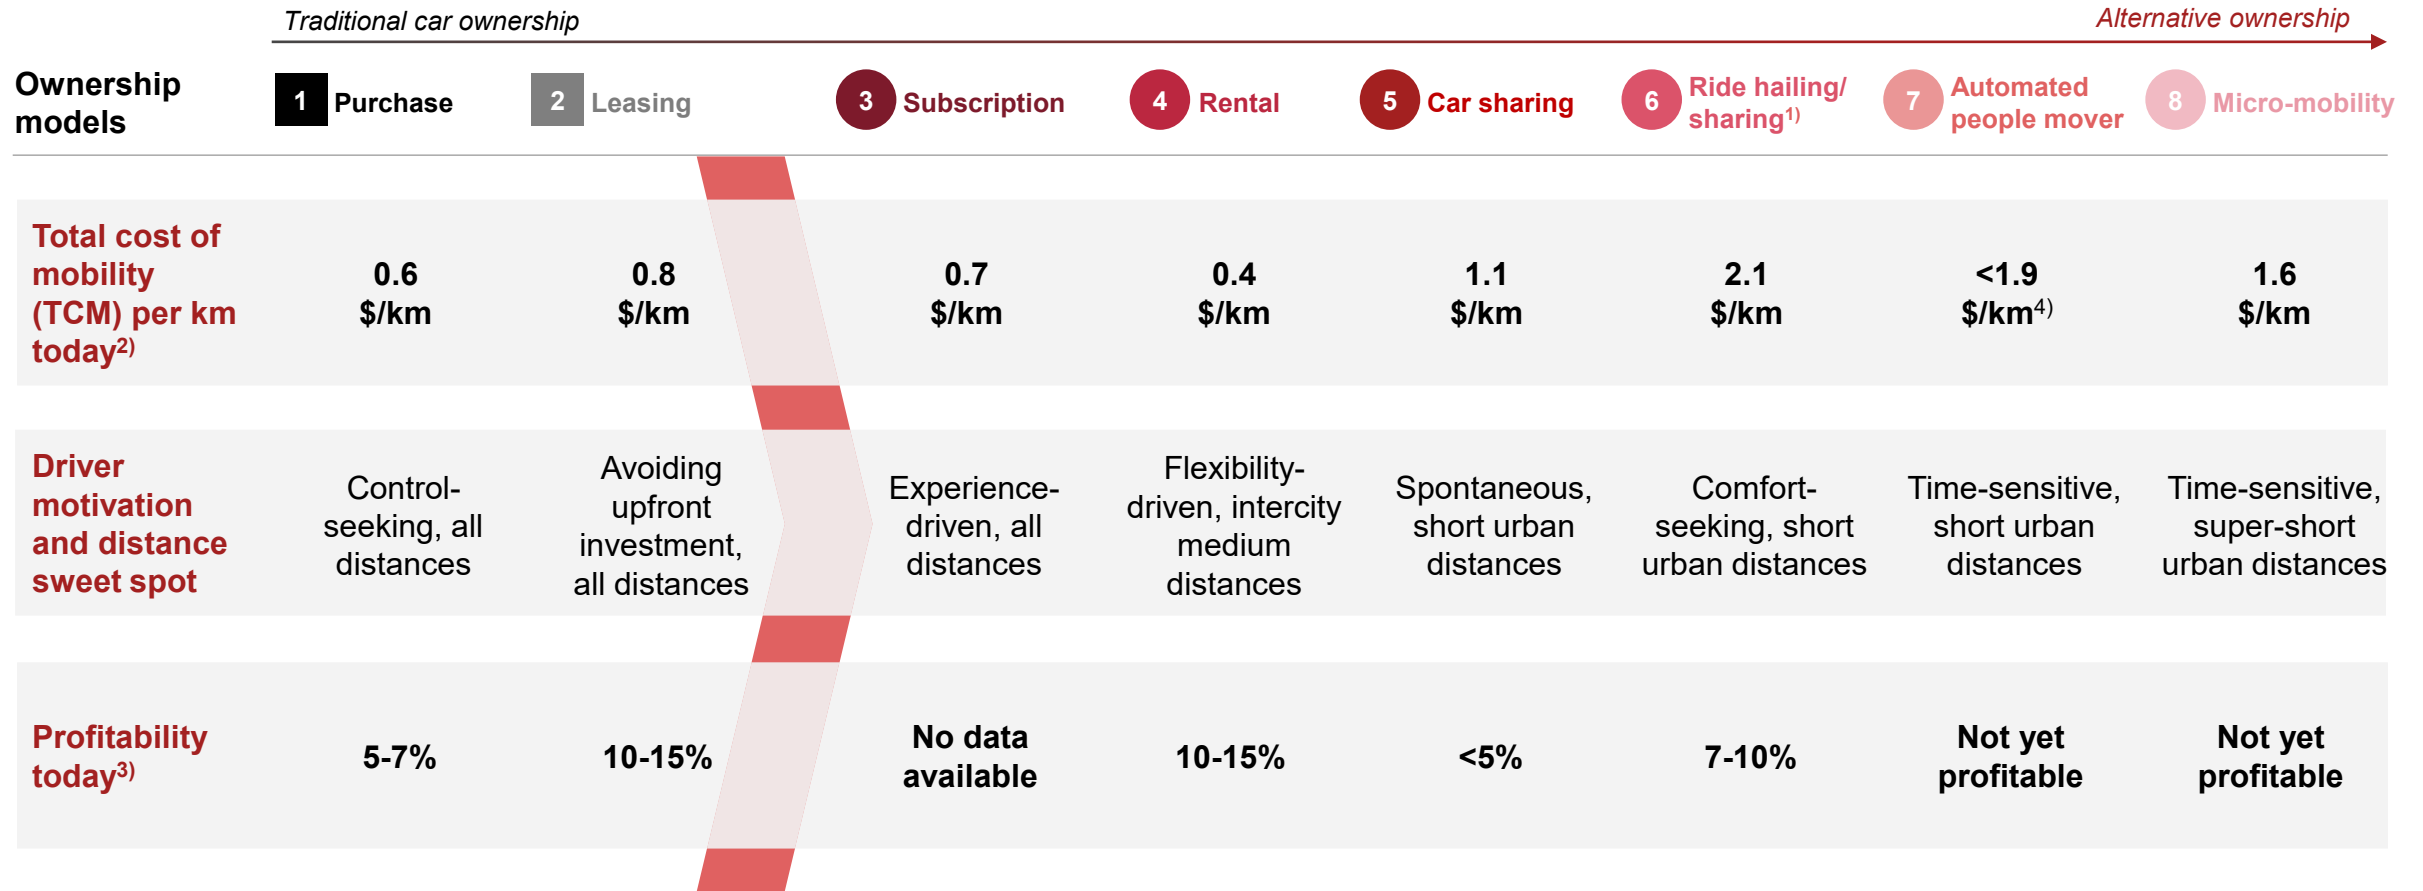 Traditional car ownership
Alternative ownership
Ownership
models
1 Purchase
2 Leasing
3 Subscription
4 Rental
5 Car sharing
6 Ride hailing/
sharing1)
7 Automated
people mover
8 Micro-mobility
Total cost of
mobility
(TCM) per km
today2)
0.6
$/km
0.8
$/km
0.7
$/km
0.4
$/km
1.1
$/km
2.1
$/km
<1.9
$/km4)
1.6
$/km
Driver
motivation
and distance
sweet spot
Control-
seeking, all
distances
Avoiding
upfront
investment,
all distances
Experience-
driven, all
distances
Flexibility-
driven, intercity
medium
distances
Spontaneous,
short urban
distances
Comfort-
seeking, short
urban distances
Time-sensitive,
short urban
distances
Time-sensitive,
super-short
urban distances
Profitability
today3)
5-7%
10-15%
No data
available
10-15%
<5%
7-10%
Not yet
profitable
Not yet
profitable